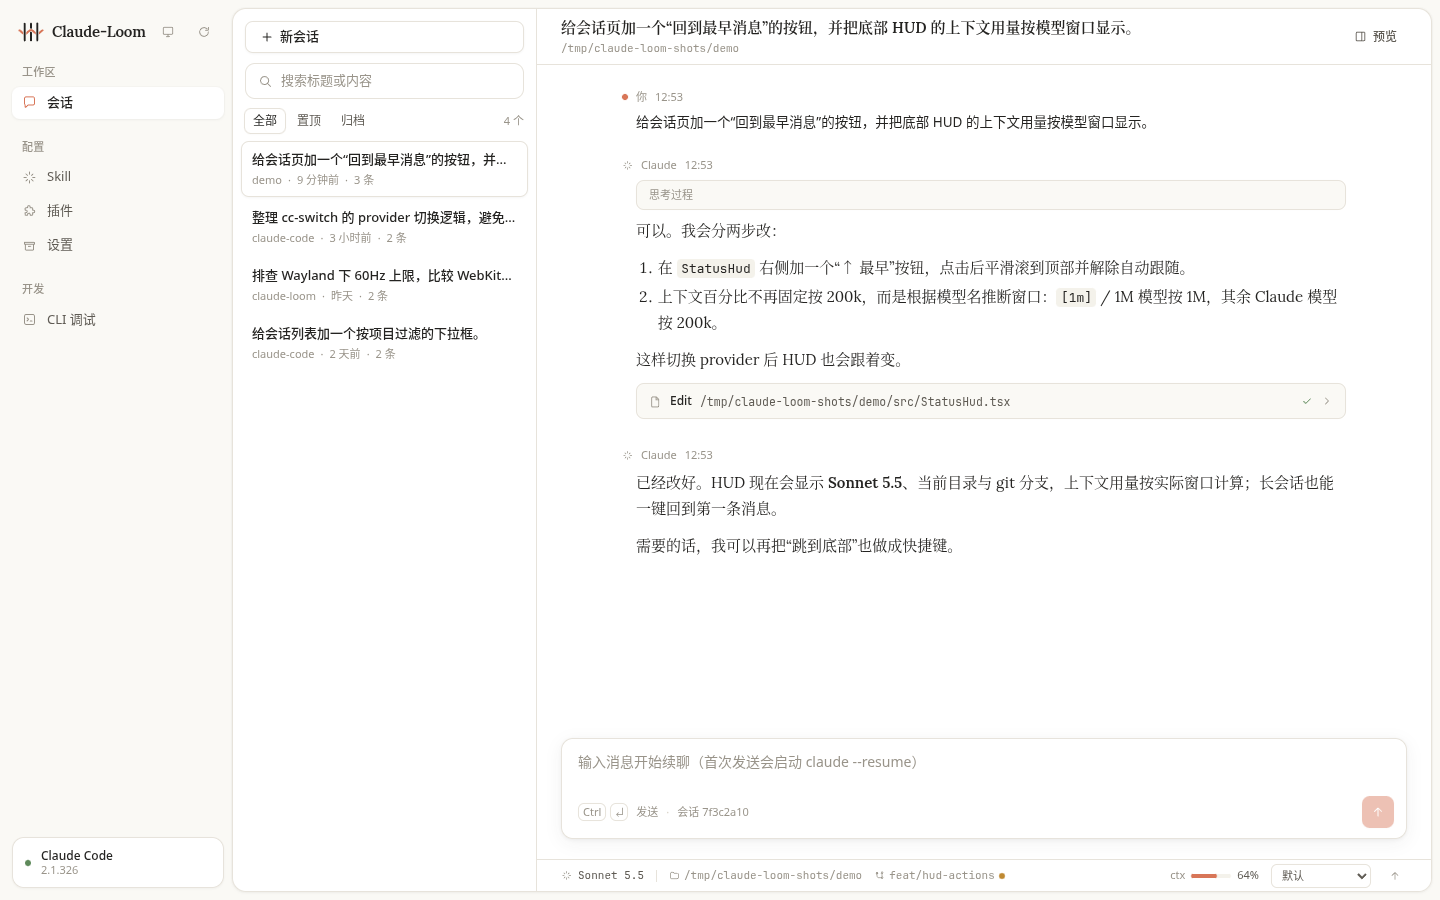 Claude-Loom
工作区
会话
配置
Skill
插件
设置
开发
CLI 调试
Claude Code
2.1.326
新会话
搜索标题或内容
全部 置顶 归档 4 个
给会话页加一个“回到最早消息”的按钮，并...
demo · 9 分钟前 · 3 条
整理 cc-switch 的 provider 切换逻辑，避免...
claude-code · 3 小时前 · 2 条
排查 Wayland 下 60Hz 上限，比较 WebKit...
claude-loom · 昨天 · 2 条
给会话列表加一个按项目过滤的下拉框。
claude-code · 2 天前 · 2 条
给会话页加一个“回到最早消息”的按钮，并把底部 HUD 的上下文用量按模型窗口显示。
/tmp/claude-loom-shots/demo
预览
你 12:53
给会话页加一个“回到最早消息”的按钮，并把底部 HUD 的上下文用量按模型窗口显示。
Claude 12:53
思考过程
可以。我会分两步改：
1. 在 StatusHud 右侧加一个“↑ 最早”按钮，点击后平滑滚到顶部并解除自动跟随。
2. 上下文百分比不再固定按 200k，而是根据模型名推断窗口：[1m] / 1M 模型按 1M，其余 Claude 模型
按 200k。
这样切换 provider 后 HUD 也会跟着变。
Edit /tmp/claude-loom-shots/demo/src/StatusHud.tsx
Claude 12:53
已经改好。HUD 现在会显示 Sonnet 5.5、当前目录与 git 分支，上下文用量按实际窗口计算；长会话也能
一键回到第一条消息。
需要的话，我可以再把“跳到底部”也做成快捷键。
输入消息开始续聊（首次发送会启动 claude --resume）
Ctrl ↵ 发送 · 会话 7f3c2a10
Sonnet 5.5 /tmp/claude-loom-shots/demo feat/hud-actions ctx 64% 默认 ↑